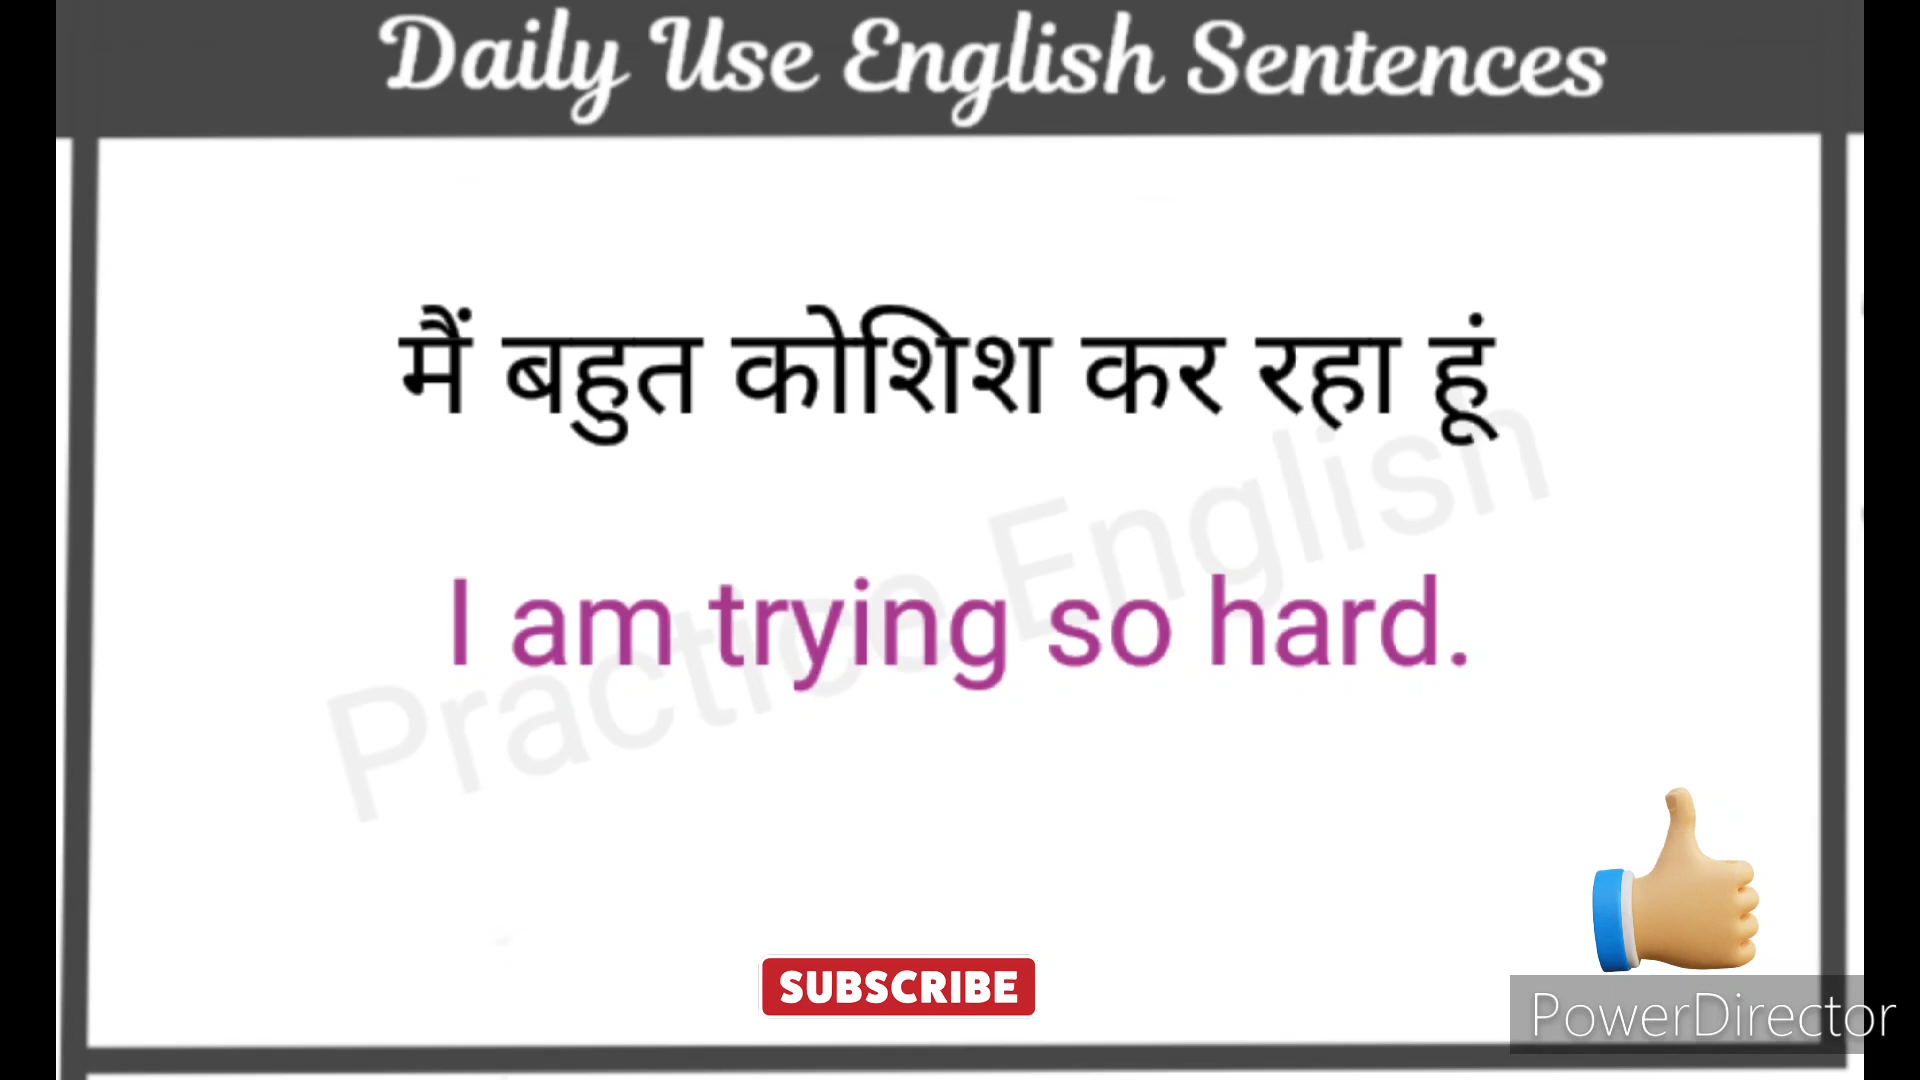 Daily Use English Sentences
मैं बहुत कोशिश कर रहा हूं
I am trying so hard.
Practice English
SUBSCRIBE
PowerDirector